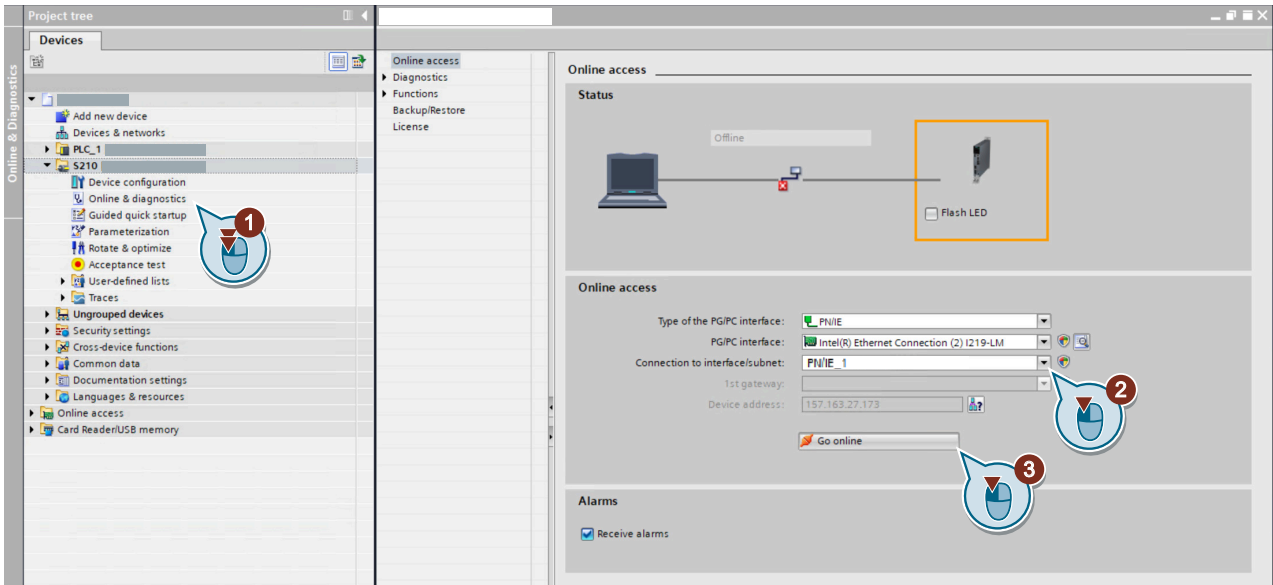 Project tree
Devices
Online & Diagnostics
Add new device
Devices & networks
PLC_1
S210
Device configuration
Online & diagnostics
Guided quick startup
Parameterization
Rotate & optimize
Acceptance test
User-defined lists
Traces
Ungrouped devices
Security settings
Cross-device functions
Common data
Documentation settings
Languages & resources
Online access
Card Reader/USB memory
1
Online access
Diagnostics
Functions
Backup/Restore
License
Online access
Status
Offline
Flash LED
Online access
Type of the PG/PC interface: PN/IE
PG/PC interface: Intel(R) Ethernet Connection (2) I219-LM
Connection to interface/subnet: PN/IE_1
1st gateway:
Device address: 157.163.27.173
2
Go online
3
Alarms
Receive alarms